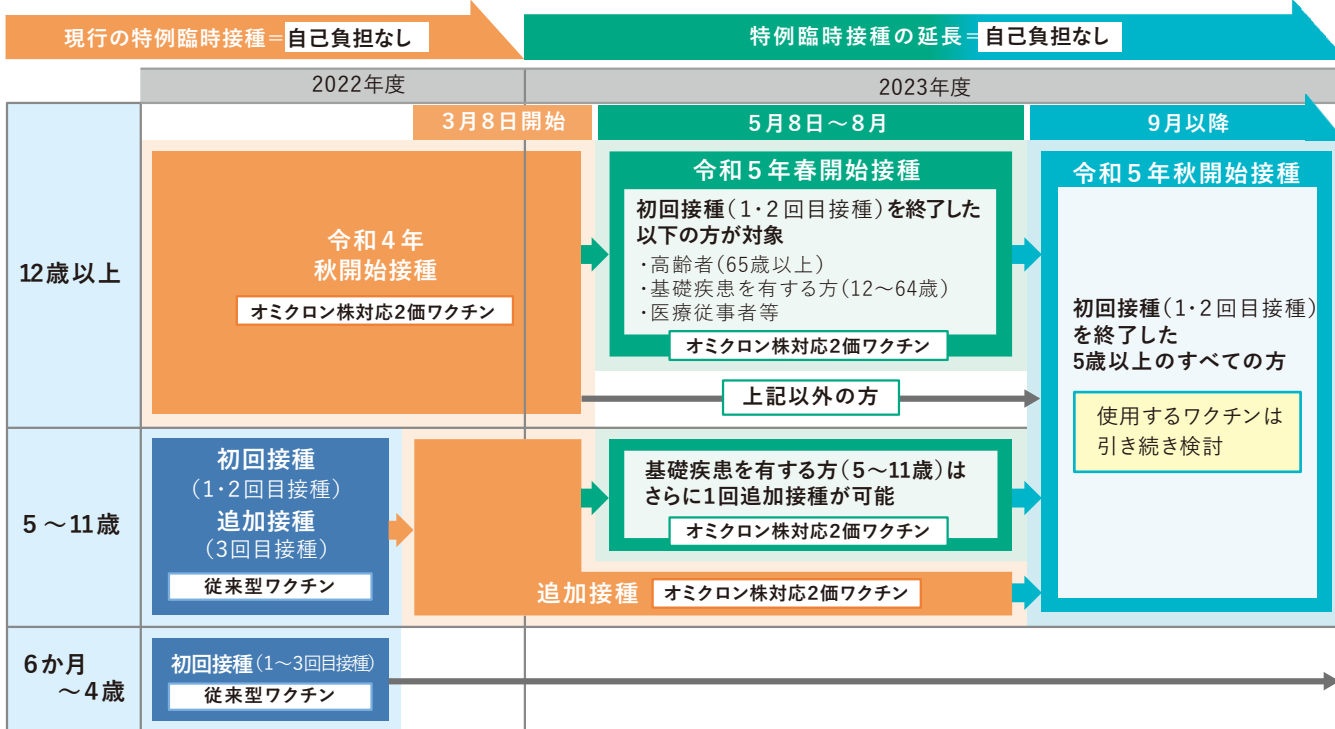 現行の特例臨時接種=自己負担なし
特例臨時接種の延長=自己負担なし
2022年度
2023年度
3月8日開始
5月8日～8月
9月以降
12歳以上
令和4年
秋開始接種
オミクロン株対応2価ワクチン
令和5年春開始接種
初回接種(1・2回目接種)を終了した
以下の方が対象
・高齢者(65歳以上)
・基礎疾患を有する方(12～64歳)
・医療従事者等
オミクロン株対応2価ワクチン
上記以外の方
令和5年秋開始接種
初回接種(1・2回目接種)
を終了した
5歳以上のすべての方
使用するワクチンは
引き続き検討
5～11歳
初回接種
(1・2回目接種)
追加接種
(3回目接種)
従来型ワクチン
基礎疾患を有する方(5～11歳)は
さらに1回追加接種が可能
オミクロン株対応2価ワクチン
追加接種 オミクロン株対応2価ワクチン
6か月
～4歳
初回接種(1～3回目接種)
従来型ワクチン